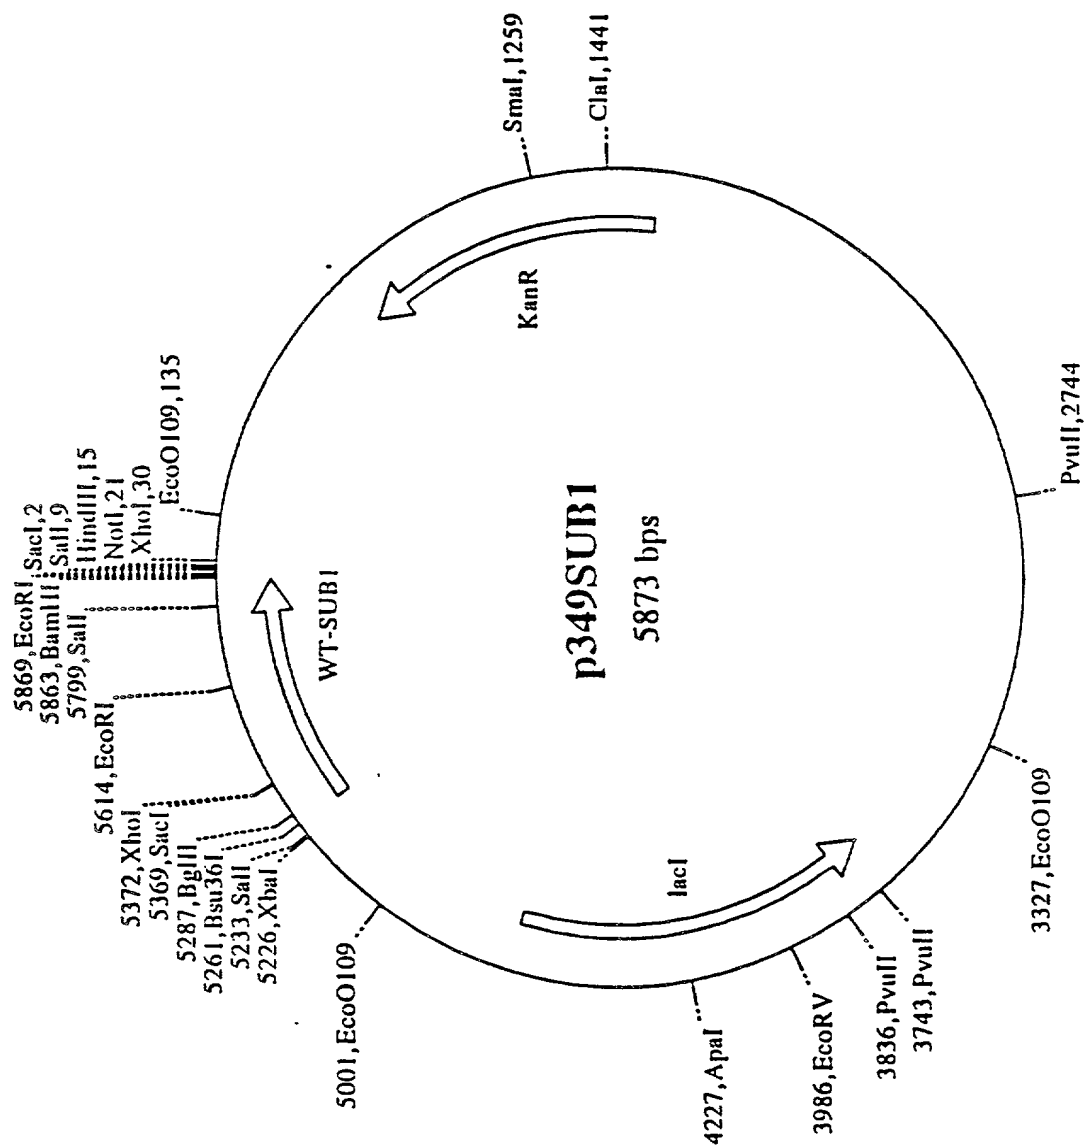 p349SUB1
5873 bps
SacI,2
SalI,9
HindIII,15
NotI,21
XhoI,30
EcoO109,135
SmaI,1259
ClaI,1441
PvuII,2744
3327,EcoO109
3743,PvuII
3836,PvuII
3986,EcoRV
4227,ApaI
5001,EcoO109
5226,XbaI
5233,SalI
5261,Bsu36I
5287,BglII
5369,SacI
5372,XhoI
5614,EcoRI
5799,SalI
5863,BamHI
5869,EcoRI
WT-SUB1
KanR
lacI